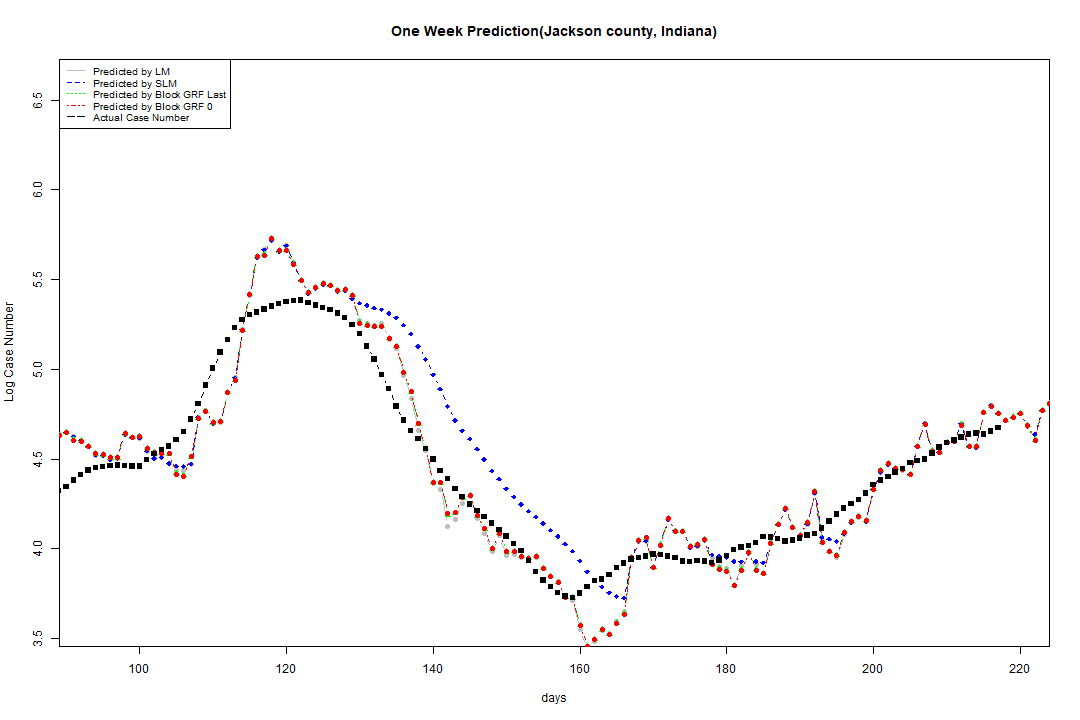 One Week Prediction(Jackson county, Indiana)
Predicted by LM
Predicted by SLM
Predicted by Block GRF Last
Predicted by Block GRF 0
Actual Case Number
6.5
6.0
5.5
5.0
4.5
4.0
3.5
Log Case Number
100 120 140 160 180 200 220
days